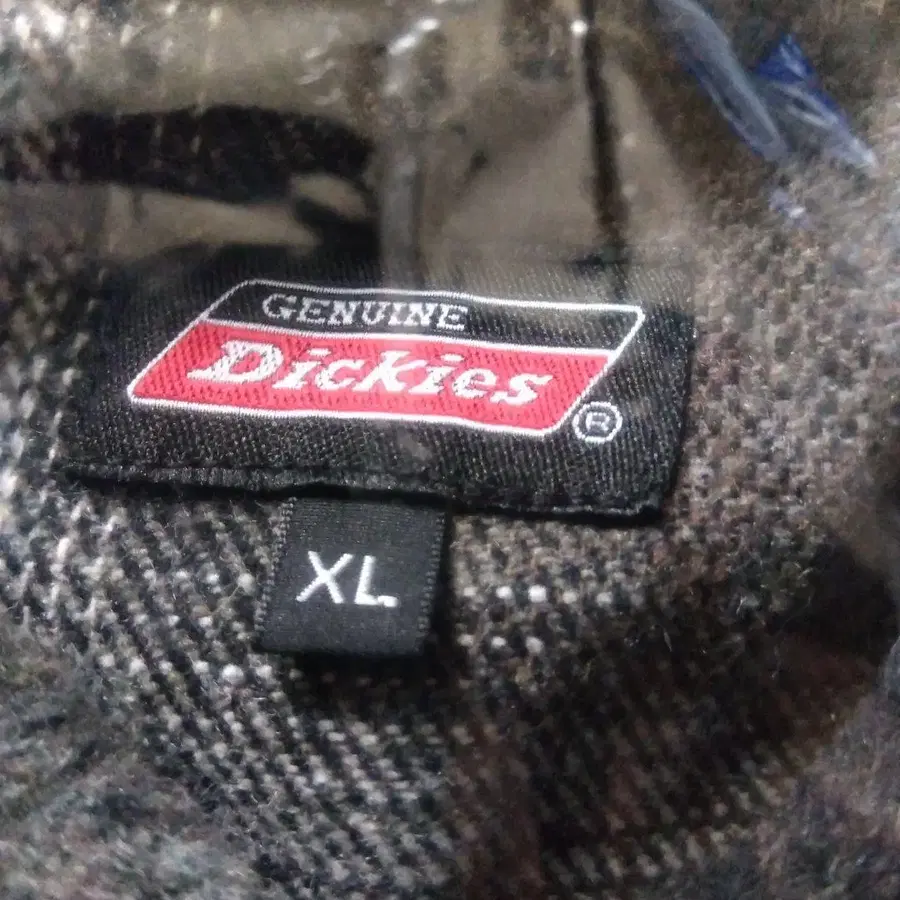 GENUINE
Dickies
®
XL